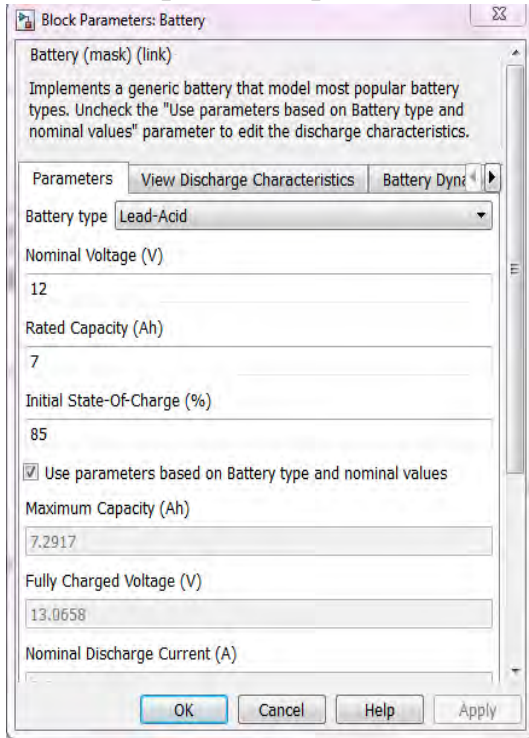 Block Parameters: Battery
Battery (mask) (link)
Implements a generic battery that model most popular battery
types. Uncheck the "Use parameters based on Battery type and
nominal values" parameter to edit the discharge characteristics.
Parameters View Discharge Characteristics Battery Dyna
Battery type Lead-Acid
Nominal Voltage (V)
12
Rated Capacity (Ah)
7
Initial State-Of-Charge (%)
85
Use parameters based on Battery type and nominal values
Maximum Capacity (Ah)
7.2917
Fully Charged Voltage (V)
13.0658
Nominal Discharge Current (A)
OK Cancel Help Apply